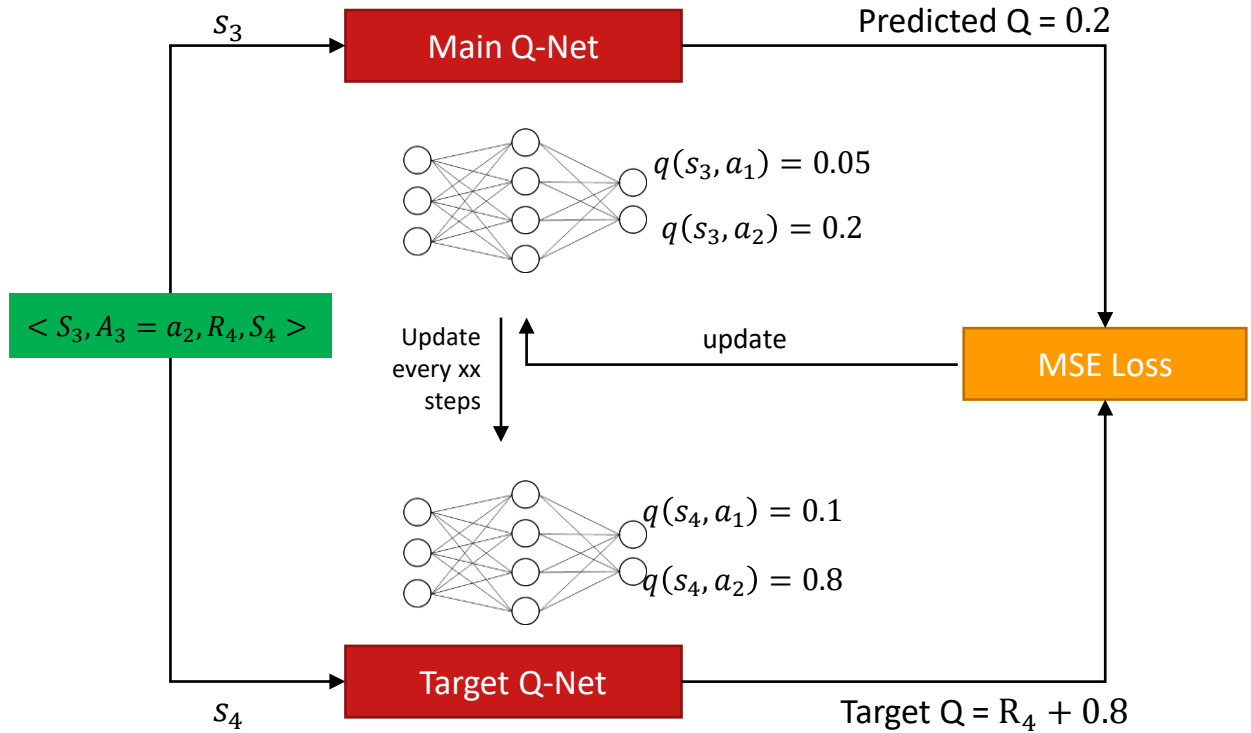 s₃
Main Q-Net
Predicted Q = 0.2
q(s₃, a₁) = 0.05
q(s₃, a₂) = 0.2
< S₃, A₃ = a₂, R₄, S₄ >
Update
every xx
steps
update
MSE Loss
q(s₄, a₁) = 0.1
q(s₄, a₂) = 0.8
s₄
Target Q-Net
Target Q = R₄ + 0.8